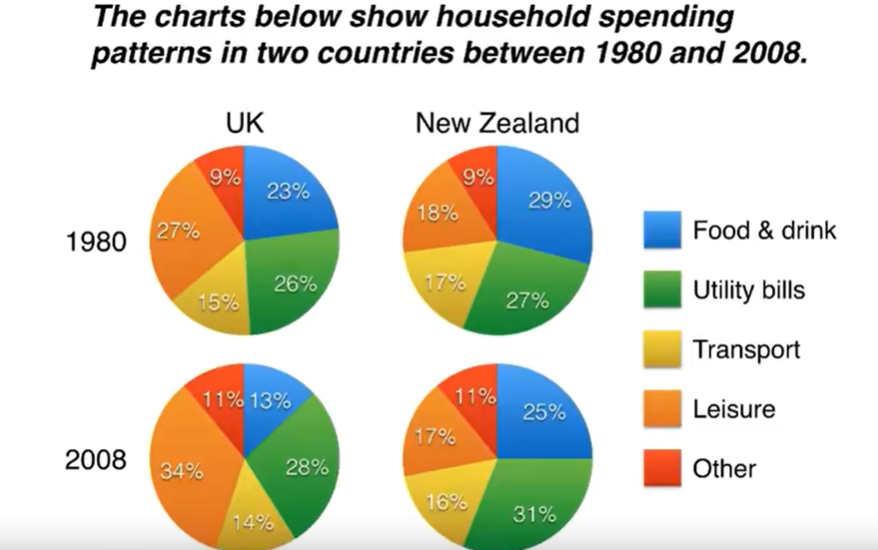 The charts below show household spending
patterns in two countries between 1980 and 2008.
UK
New Zealand
1980
9%
23%
27%
26%
15%
9%
29%
18%
17%
27%
2008
11%
13%
34%
28%
14%
11%
25%
17%
16%
31%
Food & drink
Utility bills
Transport
Leisure
Other